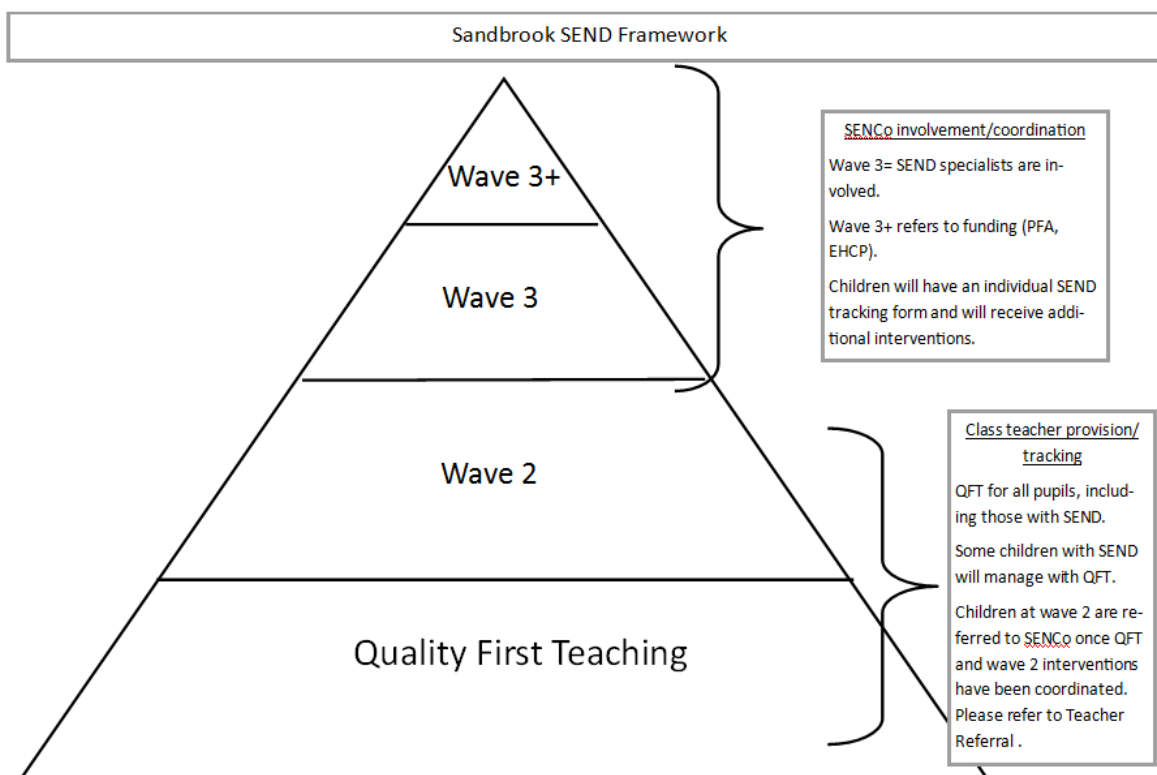 Sandbrook SEND Framework
Wave 3+
Wave 3
Wave 2
Quality First Teaching
SENCo involvement/coordination
Wave 3= SEND specialists are in-
volved.
Wave 3+ refers to funding (PFA,
EHCP).
Children will have an individual SEND
tracking form and will receive addi-
tional interventions.
Class teacher provision/
tracking
QFT for all pupils, includ-
ing those with SEND.
Some children with SEND
will manage with QFT.
Children at wave 2 are re-
ferred to SENCo once QFT
and wave 2 interventions
have been coordinated.
Please refer to Teacher
Referral .